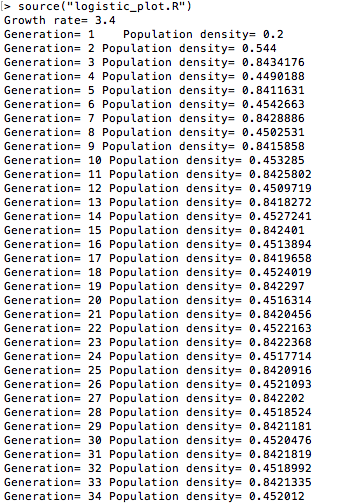 > source("logistic_plot.R")
Growth rate= 3.4
Generation= 1    Population density= 0.2
Generation= 2 Population density= 0.544
Generation= 3 Population density= 0.8434176
Generation= 4 Population density= 0.4490188
Generation= 5 Population density= 0.8411631
Generation= 6 Population density= 0.4542663
Generation= 7 Population density= 0.8428886
Generation= 8 Population density= 0.4502531
Generation= 9 Population density= 0.8415858
Generation= 10 Population density= 0.453285
Generation= 11 Population density= 0.8425802
Generation= 12 Population density= 0.4509719
Generation= 13 Population density= 0.8418272
Generation= 14 Population density= 0.4527241
Generation= 15 Population density= 0.842401
Generation= 16 Population density= 0.4513894
Generation= 17 Population density= 0.8419658
Generation= 18 Population density= 0.4524019
Generation= 19 Population density= 0.842297
Generation= 20 Population density= 0.4516314
Generation= 21 Population density= 0.8420456
Generation= 22 Population density= 0.4522163
Generation= 23 Population density= 0.8422368
Generation= 24 Population density= 0.4517714
Generation= 25 Population density= 0.8420916
Generation= 26 Population density= 0.4521093
Generation= 27 Population density= 0.842202
Generation= 28 Population density= 0.4518524
Generation= 29 Population density= 0.8421181
Generation= 30 Population density= 0.4520476
Generation= 31 Population density= 0.8421819
Generation= 32 Population density= 0.4518992
Generation= 33 Population density= 0.8421335
Generation= 34 Population density= 0.452012